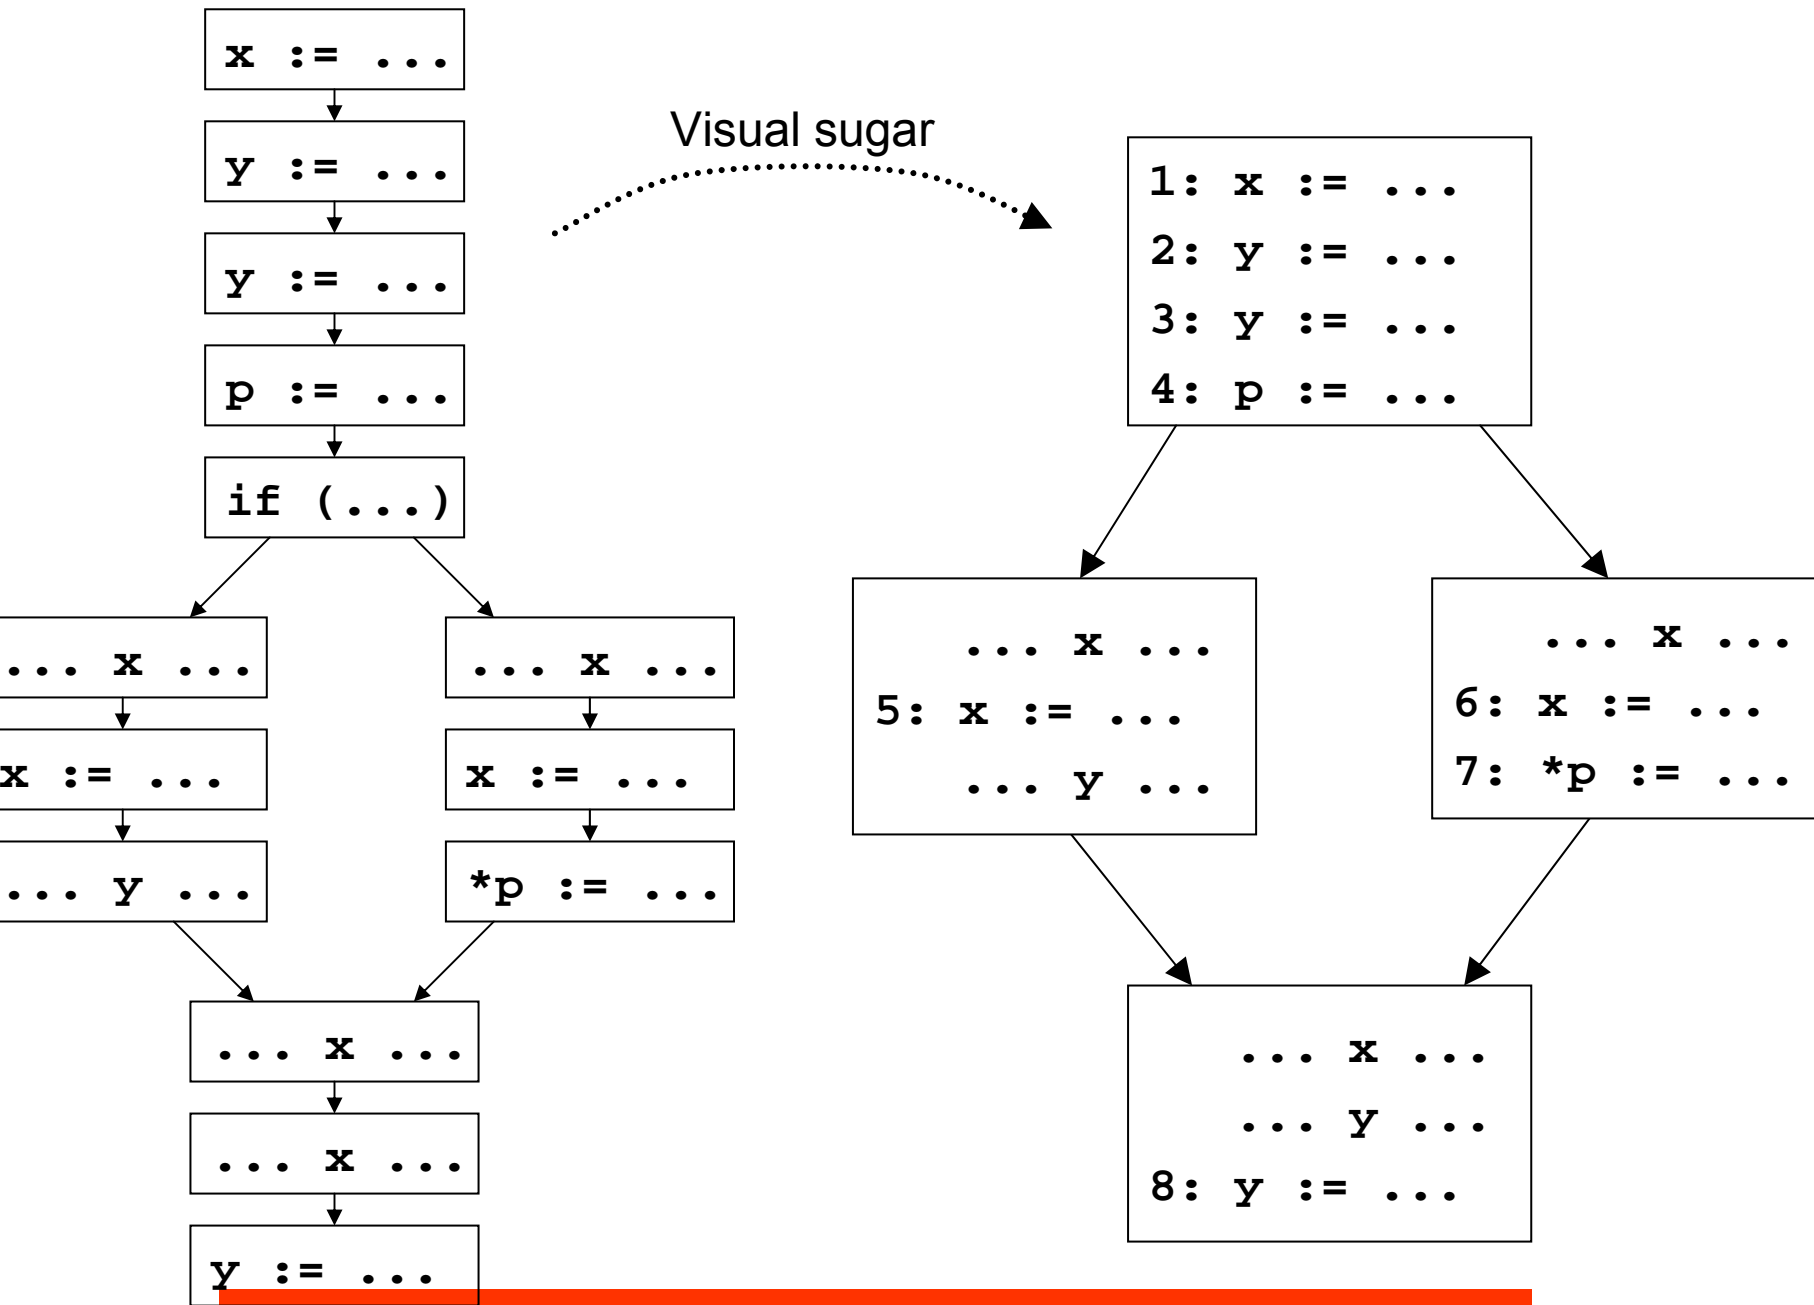 x := ...
y := ...
y := ...
p := ...
if (...)
... x ...
x := ...
... y ...
... x ...
x := ...
*p := ...
... x ...
... x ...
y := ...
Visual sugar
1: x := ...
2: y := ...
3: y := ...
4: p := ...
... x ...
5: x := ...
... y ...
... x ...
6: x := ...
7: *p := ...
... x ...
... y ...
8: y := ...